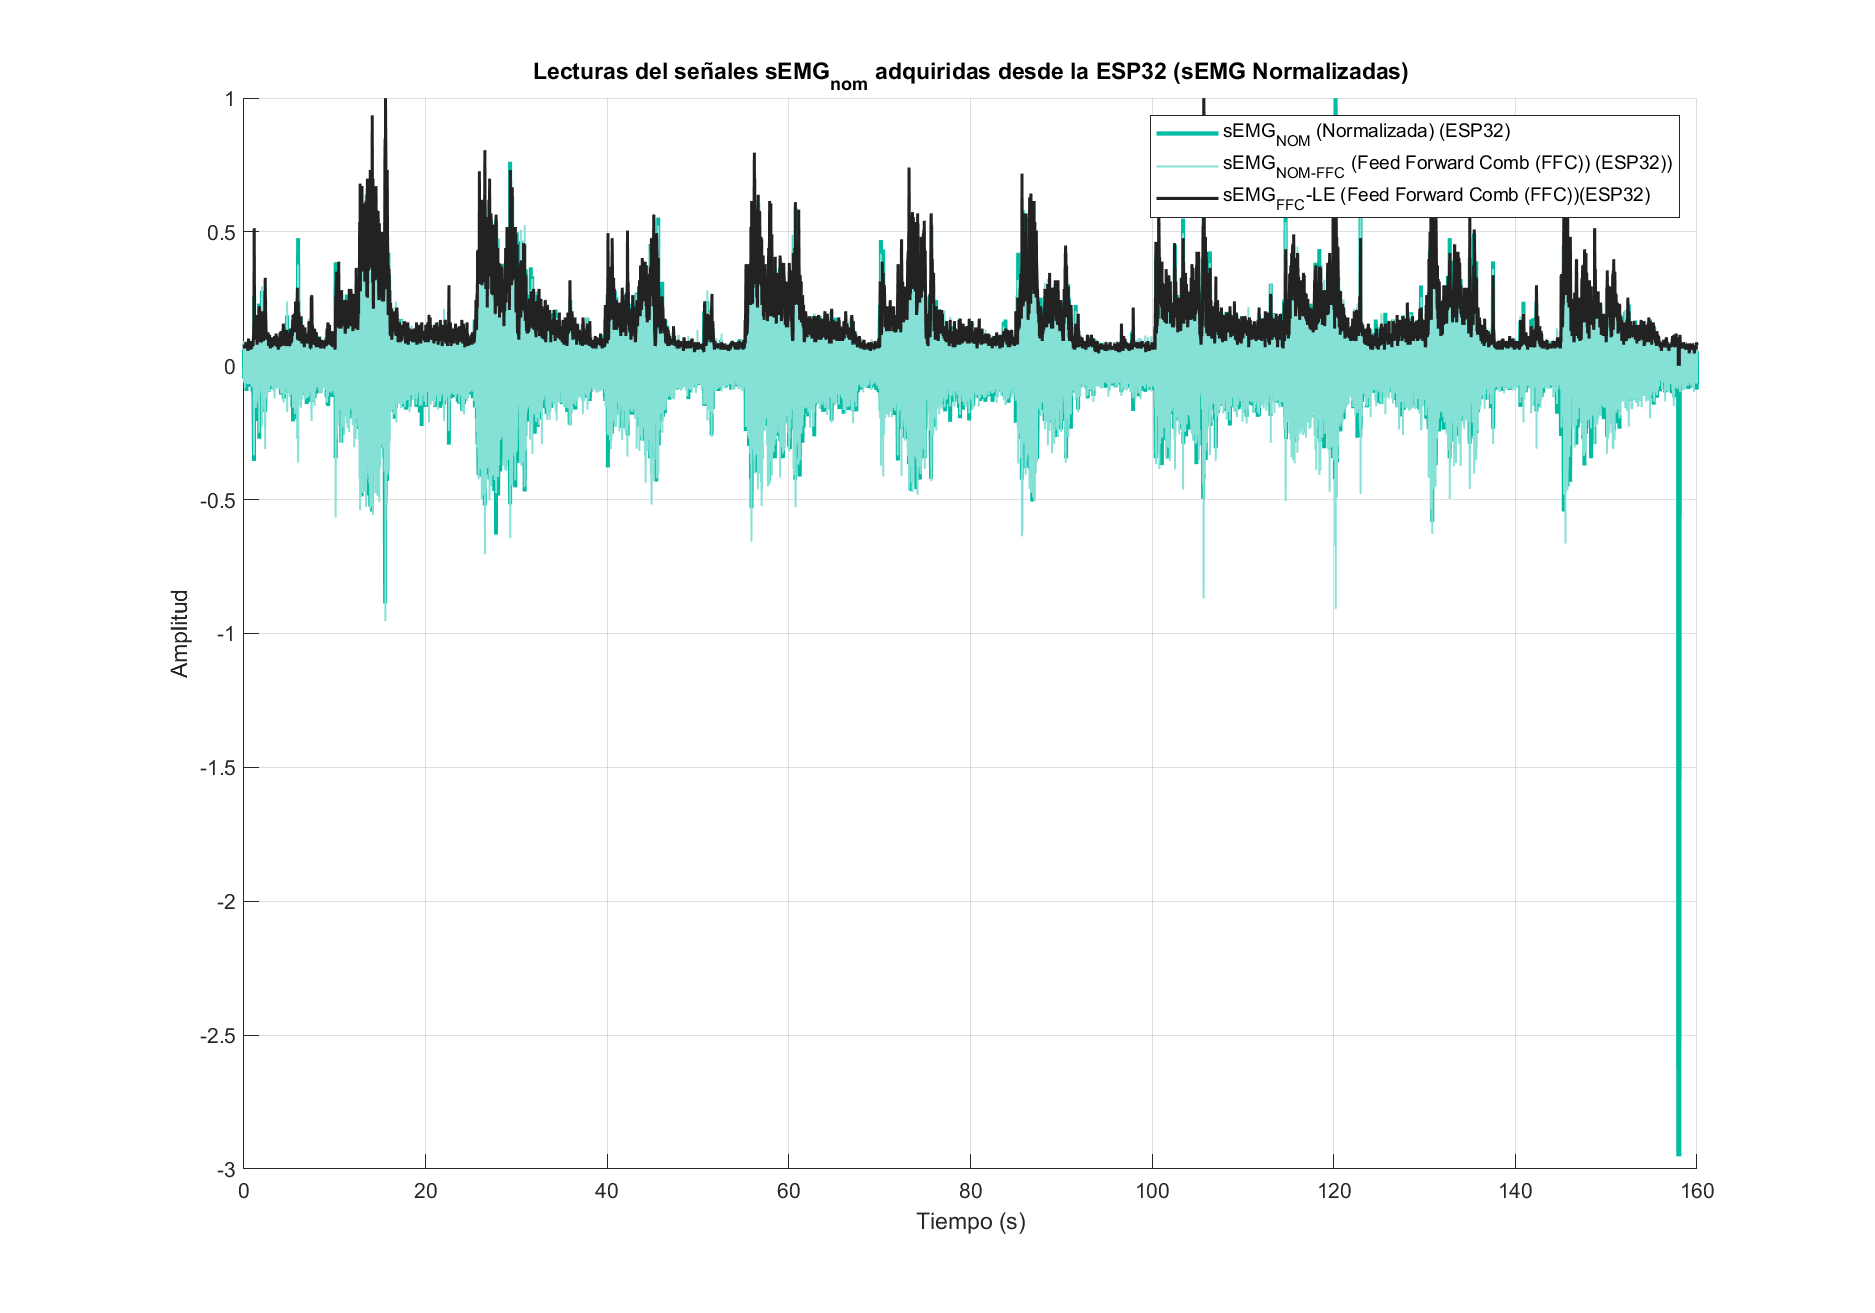 Lecturas del señales sEMGnom adquiridas desde la ESP32 (sEMG Normalizadas)
sEMGNOM (Normalizada) (ESP32)
sEMGNOM-FFC (Feed Forward Comb (FFC)) (ESP32))
sEMGFFC-LE (Feed Forward Comb (FFC))(ESP32)
Amplitud
1
0.5
0
-0.5
-1
-1.5
-2
-2.5
-3
0 20 40 60 80 100 120 140 160
Tiempo (s)